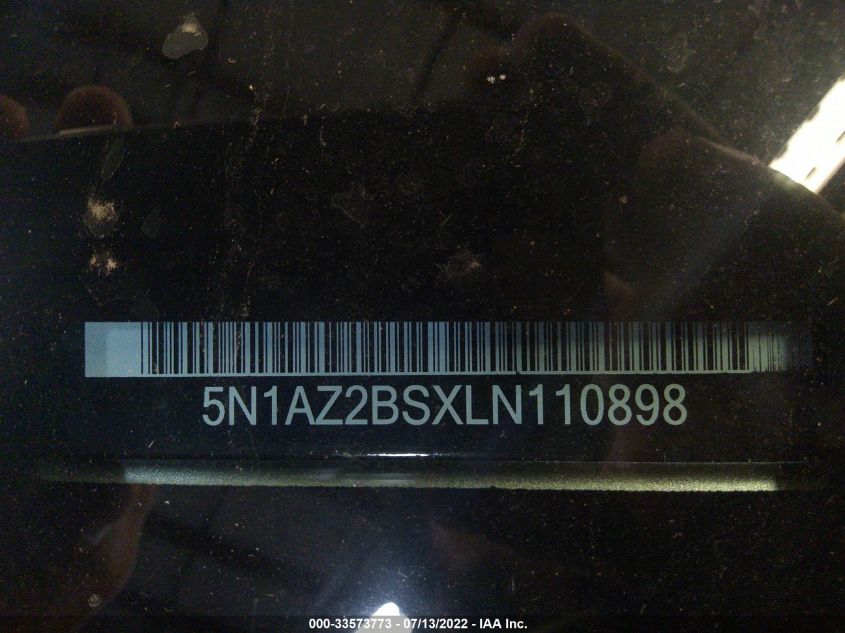 5N1AZ2BSXLN110898
000-33573773 - 07/13/2022 - IAA Inc.